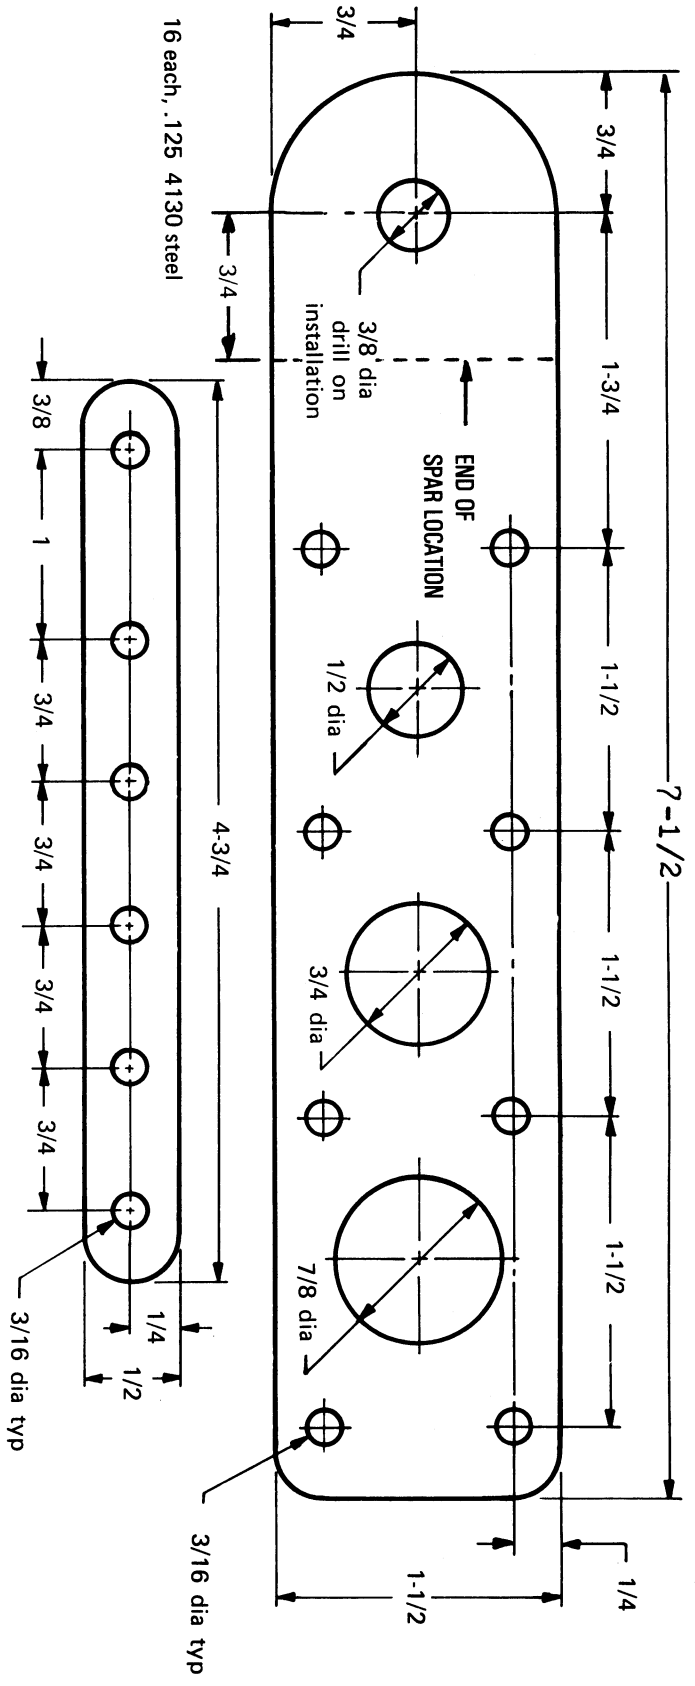 7-1/2
3/4
1-3/4
1-1/2
1-1/2
1-1/2
1/4
3/4
END OF
SPAR LOCATION
3/8 dia
drill on
installation
1/2 dia
3/4 dia
7/8 dia
1-1/2
3/16 dia typ
3/4
16 each, .125 4130 steel
4-3/4
3/8
1
3/4
3/4
3/4
3/4
1/4
1/2
3/16 dia typ